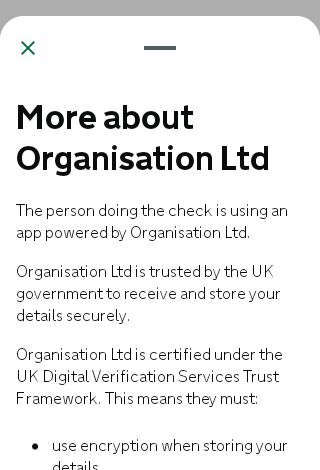 More about
Organisation Ltd
The person doing the check is using an
app powered by Organisation Ltd.
Organisation Ltd is trusted by the UK
government to receive and store your
details securely.
Organisation Ltd is certified under the
UK Digital Verification Services Trust
Framework. This means they must:
• use encryption when storing your
details